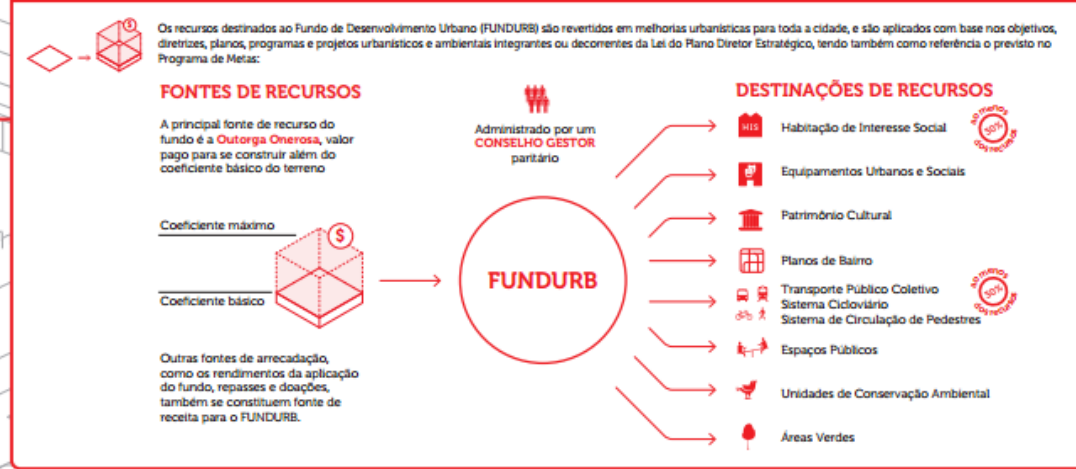 Os recursos destinados ao Fundo de Desenvolvimento Urbano (FUNDURB) são revertidos em melhorias urbanísticas para toda a cidade, e são aplicados com base nos objetivos,
diretrizes, planos, programas e projetos urbanísticos e ambientais integrantes ou decorrentes da Lei do Plano Diretor Estratégico, tendo também como referência o previsto no
Programa de Metas:
$
FONTES DE RECURSOS
A principal fonte de recurso do
fundo é a Outorga Onerosa, valor
pago para se construir além do
coeficiente básico do terreno
Coeficiente máximo
$
Coeficiente básico
Outras fontes de arrecadação,
como os rendimentos da aplicação
do fundo, repasses e doações,
também se constituem fonte de
receita para o FUNDURB.
Administrado por um
CONSELHO GESTOR
paritário
FUNDURB
DESTINAÇÕES DE RECURSOS
HIS
Habitação de Interesse Social
ao menos
30%
dos recursos
Equipamentos Urbanos e Sociais
Patrimônio Cultural
Planos de Bairro
Transporte Público Coletivo
Sistema Cicloviário
Sistema de Circulação de Pedestres
ao menos
30%
dos recursos
Espaços Públicos
Unidades de Conservação Ambiental
Áreas Verdes